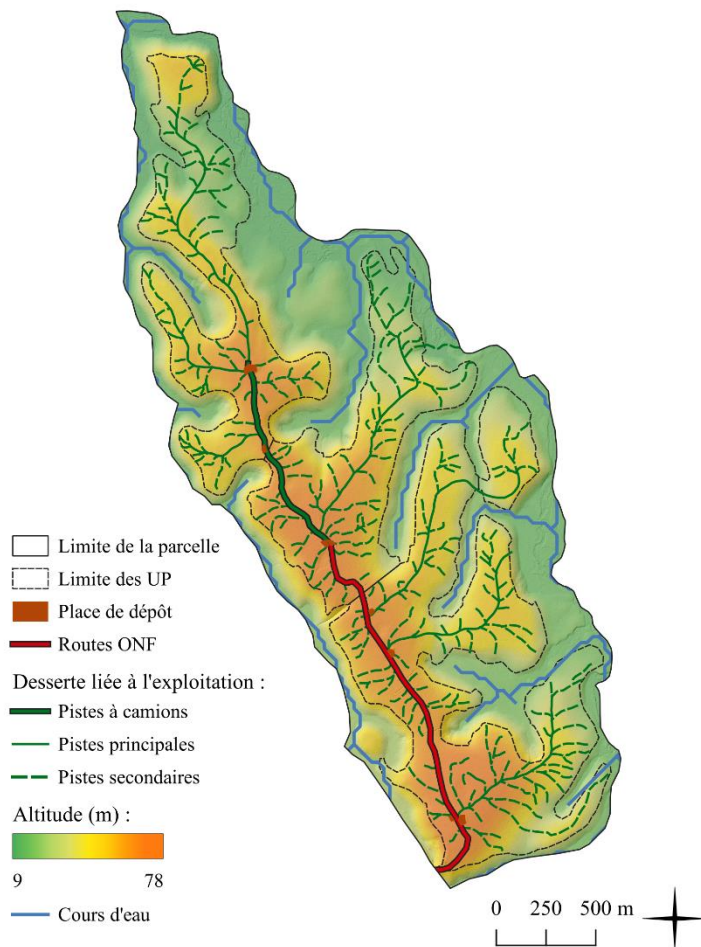 Limite de la parcelle
Limite des UP
Place de dépôt
Routes ONF
Desserte liée à l'exploitation :
Pistes à camions
Pistes principales
Pistes secondaires
Altitude (m) :
9 78
Cours d'eau
0 250 500 m